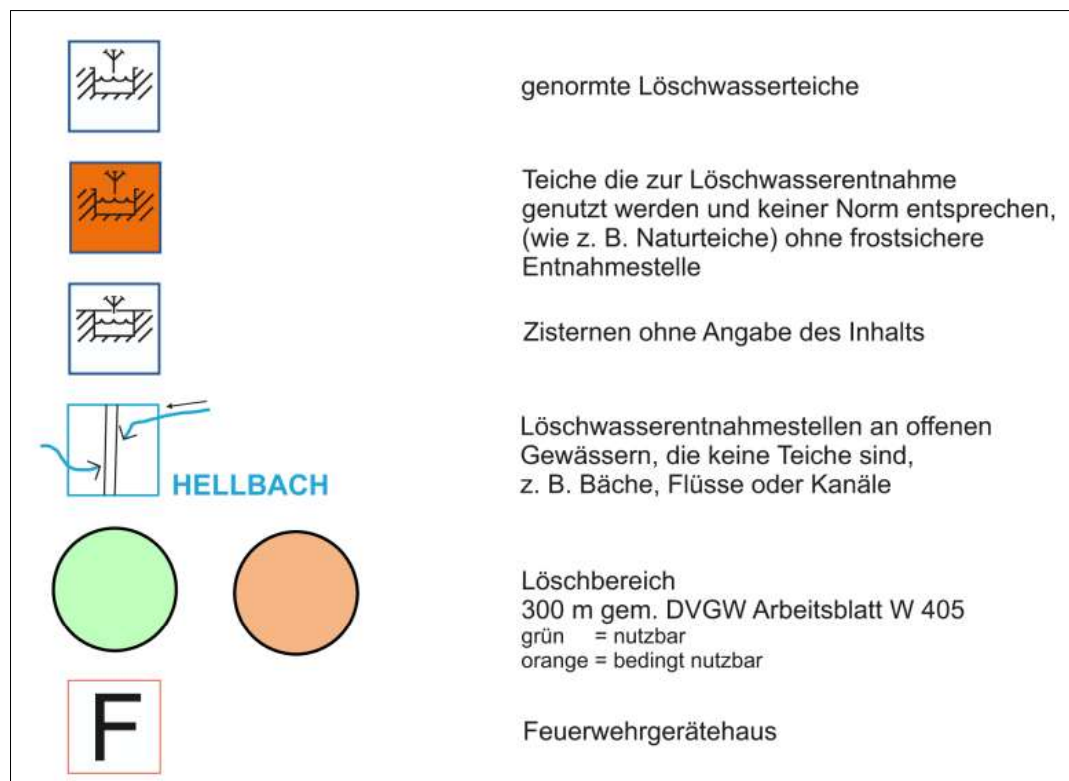 genormte Löschwasserteiche
Teiche die zur Löschwasserentnahme
genutzt werden und keiner Norm entsprechen,
(wie z. B. Naturteiche) ohne frostsichere
Entnahmestelle
Zisternen ohne Angabe des Inhalts
HELLBACH
Löschwasserentnahmestellen an offenen
Gewässern, die keine Teiche sind,
z. B. Bäche, Flüsse oder Kanäle
Löschbereich
300 m gem. DVGW Arbeitsblatt W 405
grün = nutzbar
orange = bedingt nutzbar
F
Feuerwehrgerätehaus